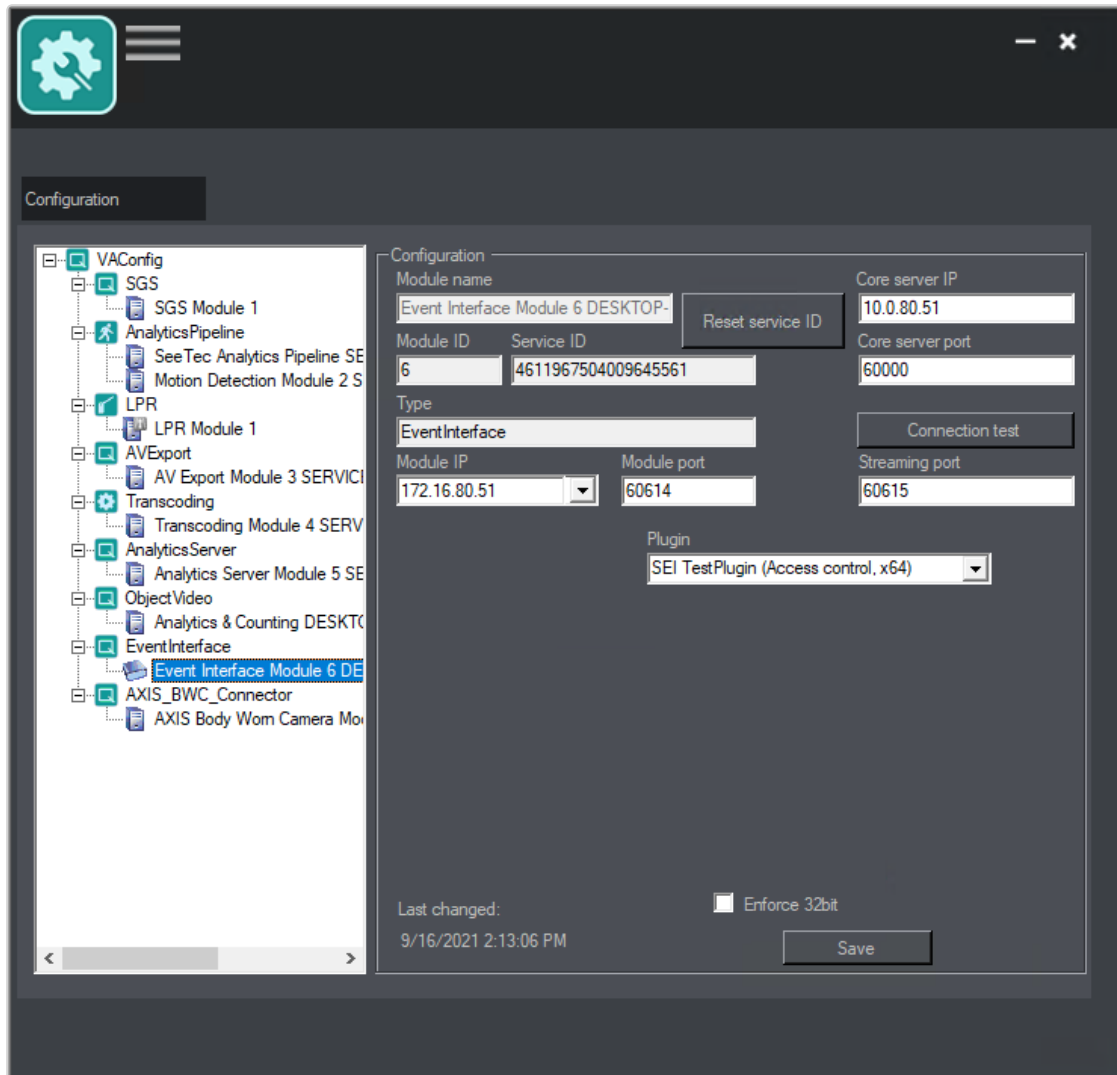 Configuration
VAConfig
SGS
SGS Module 1
AnalyticsPipeline
SeeTec Analytics Pipeline SE
Motion Detection Module 2 S
LPR
LPR Module 1
AVExport
AV Export Module 3 SERVICE
Transcoding
Transcoding Module 4 SERV
AnalyticsServer
Analytics Server Module 5 SE
ObjectVideo
Analytics & Counting DESKTO
EventInterface
Event Interface Module 6 DE
AXIS_BWC_Connector
AXIS Body Worn Camera Mo
Configuration
Module name
Core server IP
Event Interface Module 6 DESKTOP-
Reset service ID
10.0.80.51
Module ID Service ID
Core server port
6 4611967504009645561
60000
Type
EventInterface
Connection test
Module IP Module port Streaming port
172.16.80.51 60614 60615
Plugin
SEI TestPlugin (Access control, x64)
Last changed:
Enforce 32bit
9/16/2021 2:13:06 PM
Save